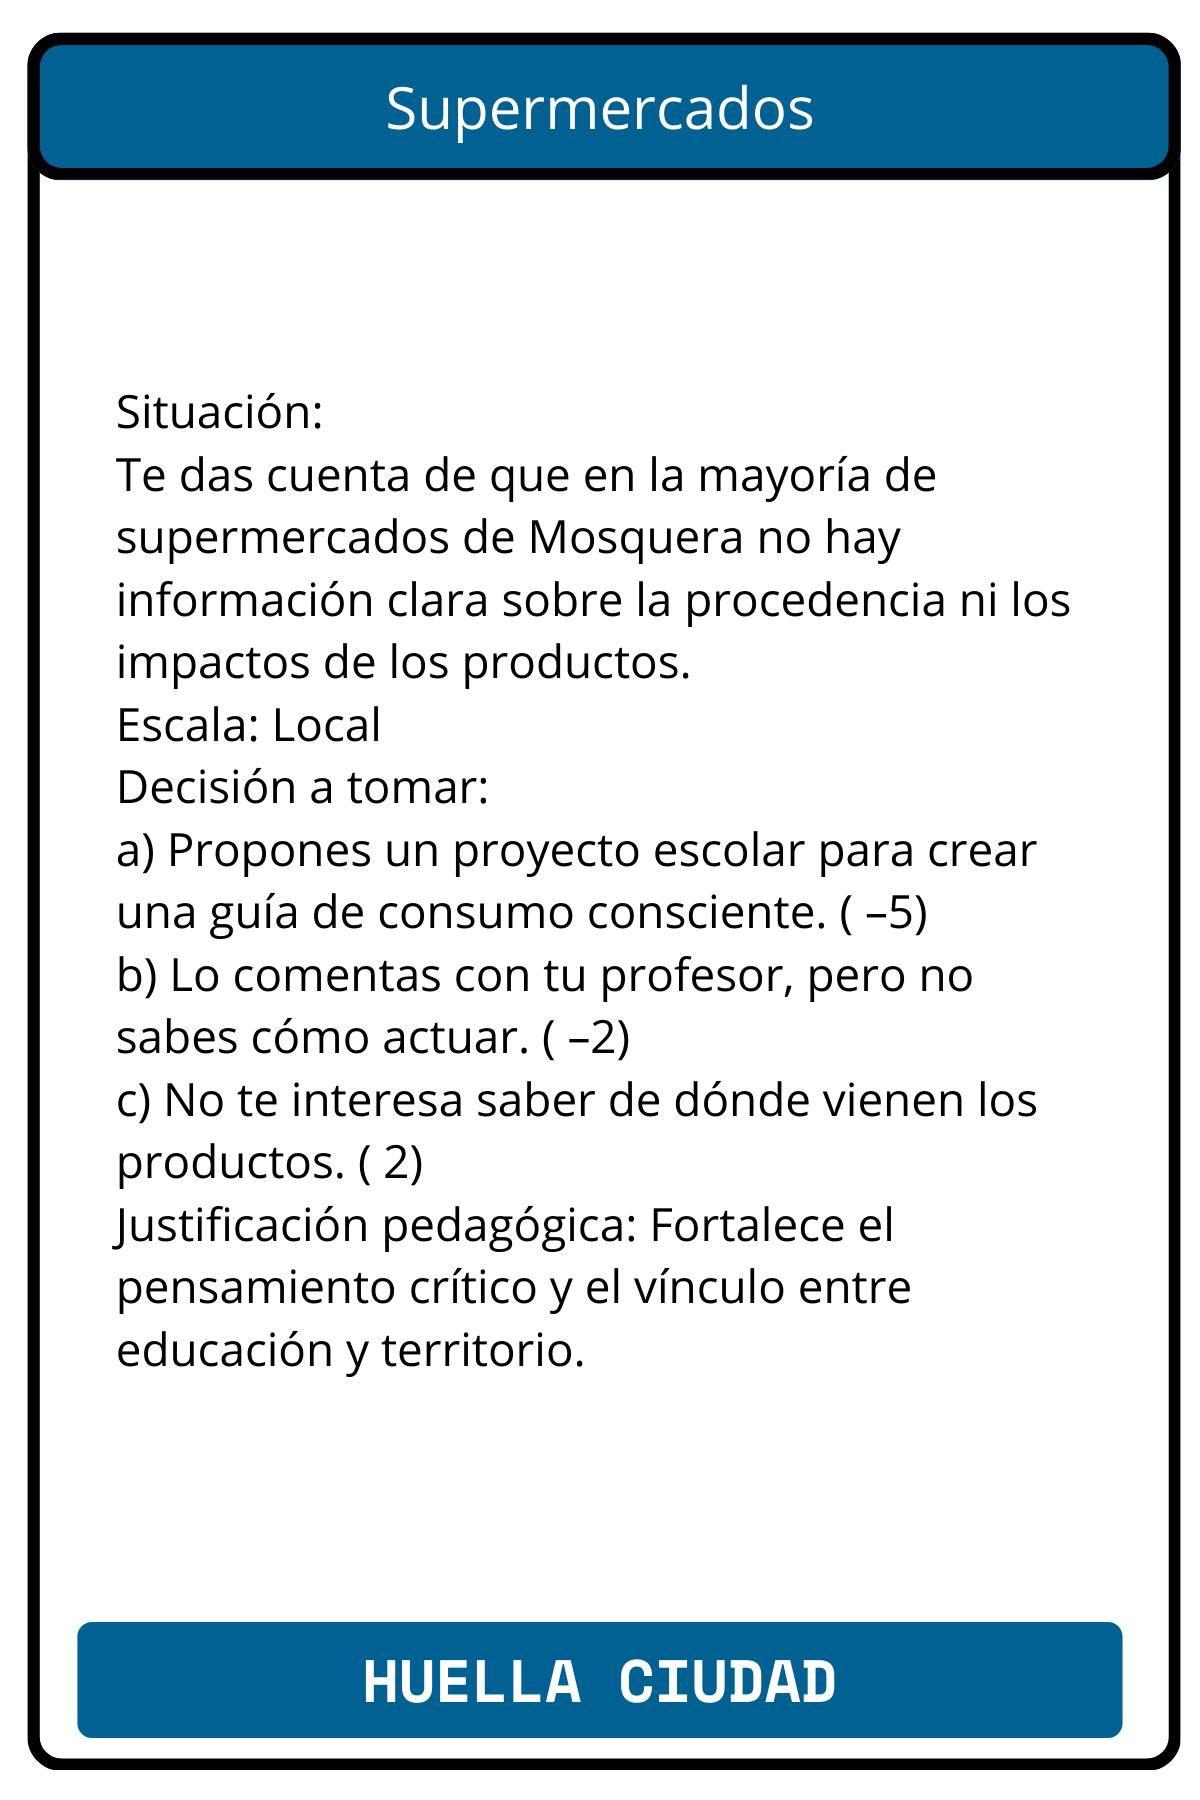 Supermercados
Situación:
Te das cuenta de que en la mayoría de
supermercados de Mosquera no hay
información clara sobre la procedencia ni los
impactos de los productos.
Escala: Local
Decisión a tomar:
a) Propones un proyecto escolar para crear
una guía de consumo consciente. ( –5)
b) Lo comentas con tu profesor, pero no
sabes cómo actuar. ( –2)
c) No te interesa saber de dónde vienen los
productos. ( 2)
Justificación pedagógica: Fortalece el
pensamiento crítico y el vínculo entre
educación y territorio.
HUELLA CIUDAD